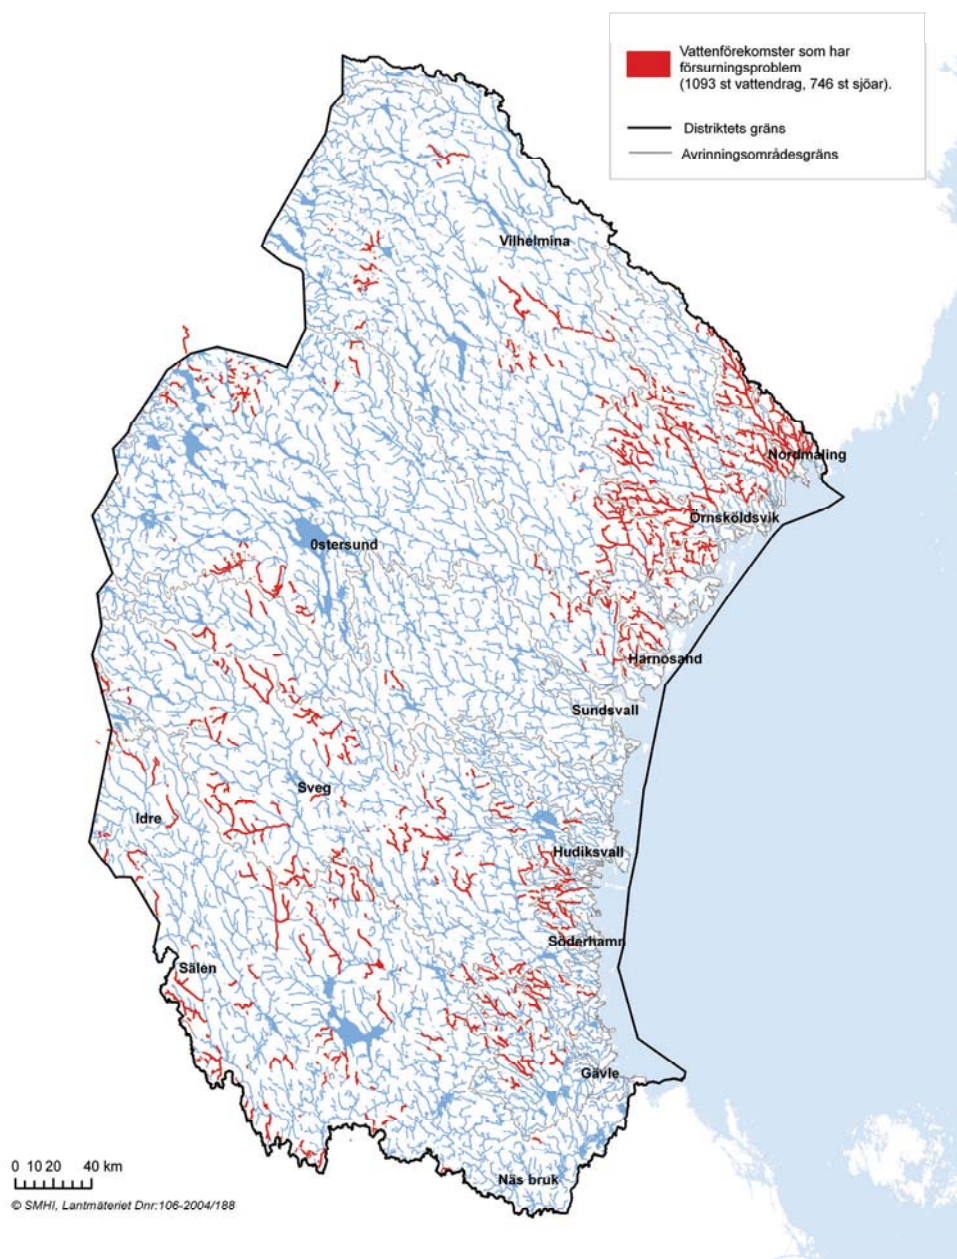 Vattenförekomster som har
försurningsproblem
(1093 st vattendrag, 746 st sjöar).
Distriktets gräns
Avrinningsområdesgräns
Vilhelmina
Nordmaling
Örnsköldsvik
Östersund
Härnösand
Sundsvall
Sveg
Idre
Hudiksvall
Söderhamn
Sälen
Gävle
0 10 20 40 km
Näs bruk
© SMHI, Lantmäteriet Dnr:106-2004/188